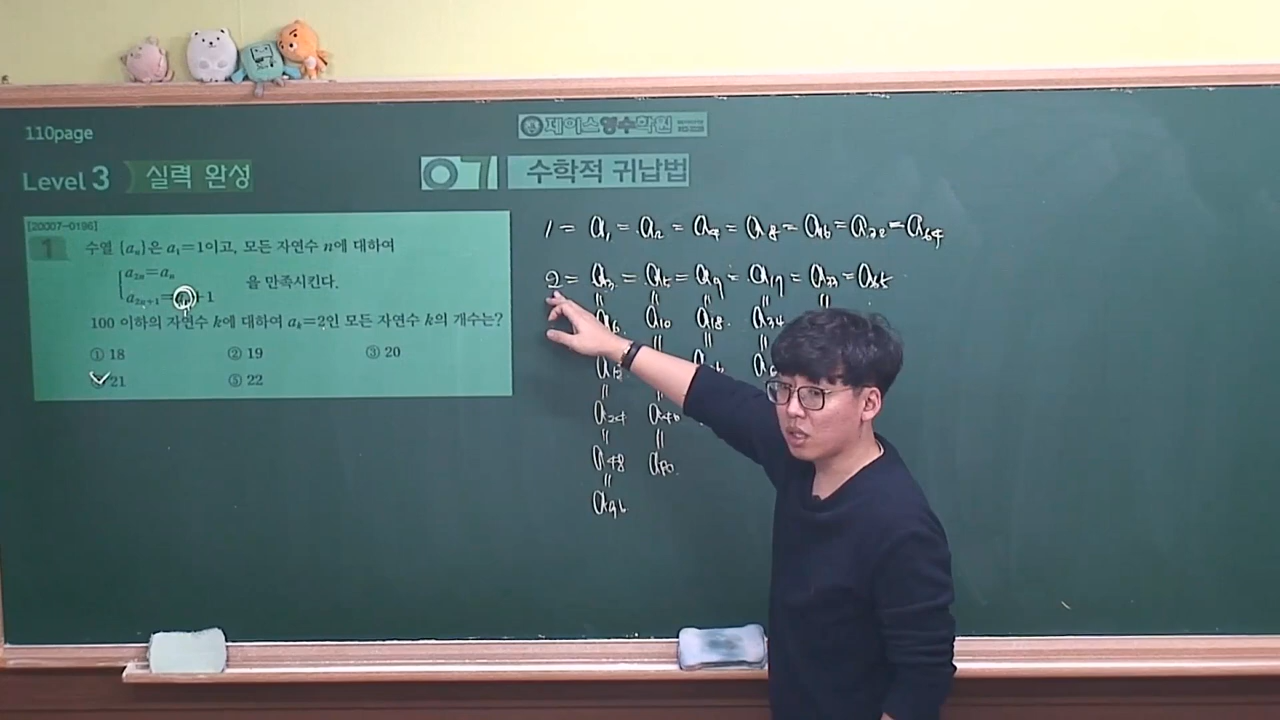 110page
제이스영수학원
Level 3 실력 완성
07 수학적 귀납법
[20007-0196]
1 수열 {aₙ}은 a₁=1이고, 모든 자연수 n에 대하여
a₂ₙ=aₙ
a₂ₙ₊₁= +1
을 만족시킨다.
100 이하의 자연수 k에 대하여 aₖ=2인 모든 자연수 k의 개수는?
① 18 ② 19 ③ 20
21 ⑤ 22
1 = a₁ = a₂ = a₄ = a₈ = a₁₆ = a₃₂ = a₆₄
2 = a₃ = a₅ = a₉ = a₁₇ = a₃₃ = a₆₅
a₆ a₁₀ a₁₈ a₃₄
a₁₂
a₂₄ a₄₀
a₄₈ a₈₀
a₉₆